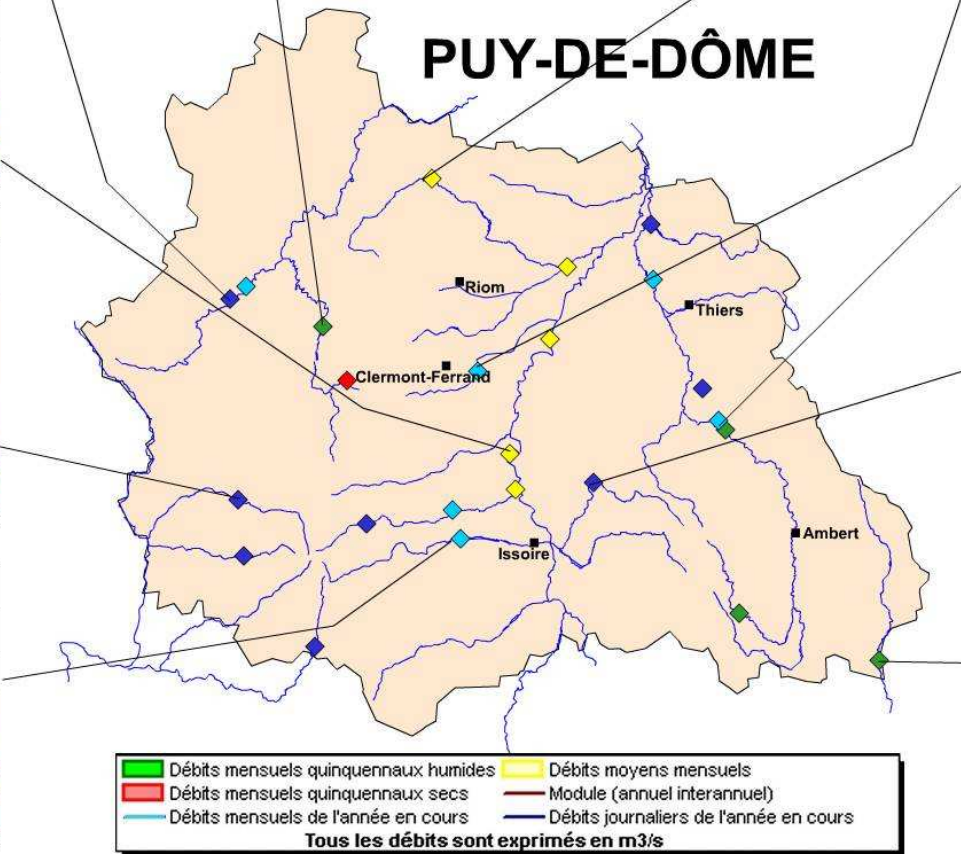 PUY-DE-DÔME
Riom
Thiers
Clermont-Ferrand
Ambert
Issoire
Débits mensuels quinquennaux humides
Débits moyens mensuels
Débits mensuels quinquennaux secs
Module (annuel interannuel)
Débits mensuels de l'année en cours
Débits journaliers de l'année en cours
Tous les débits sont exprimés en m3/s